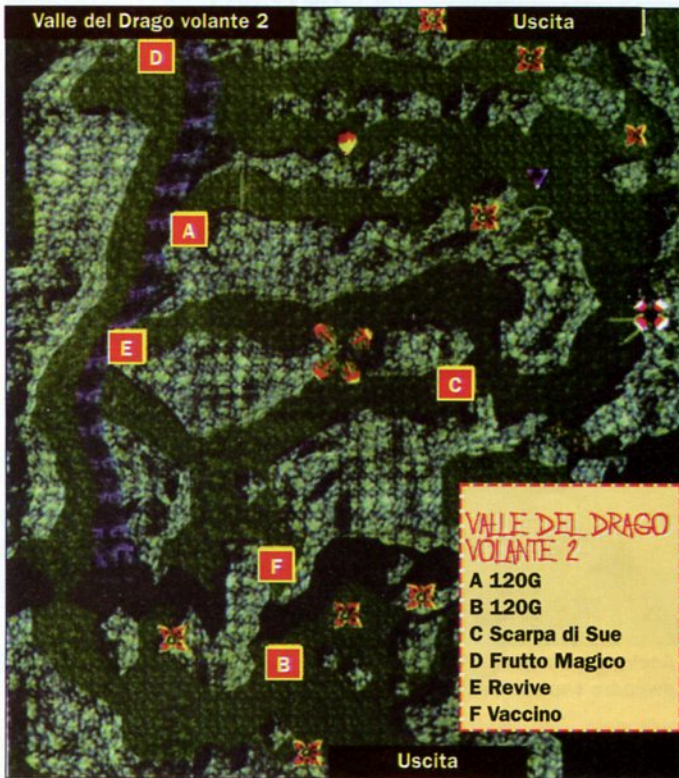 Valle del Drago volante 2
Uscita
D
A
E
C
F
B
VALLE DEL DRAGO
VOLANTE 2
A 120G
B 120G
C Scarpa di Sue
D Frutto Magico
E Revive
F Vaccino
Uscita